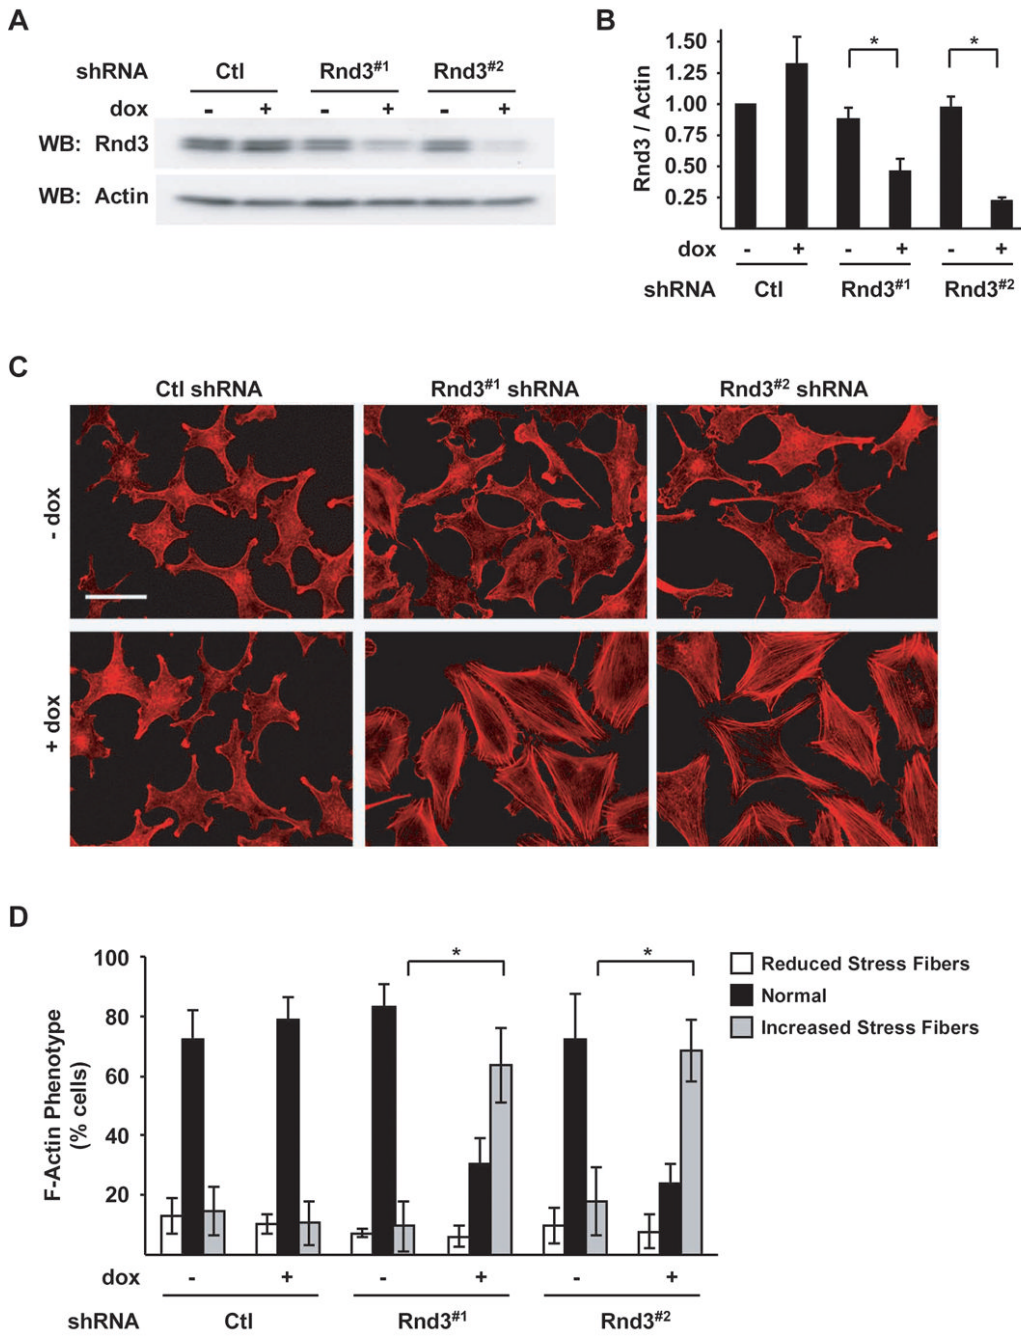 A
shRNA Ctl Rnd3#1 Rnd3#2
dox - + - + - +
WB: Rnd3
WB: Actin
B
1.50
1.25
1.00
0.75
0.50
0.25
Rnd3 / Actin
* *
dox - + - + - +
shRNA Ctl Rnd3#1 Rnd3#2
C
Ctl shRNA Rnd3#1 shRNA Rnd3#2 shRNA
- dox
+ dox
D
100
80
60
40
20
F-Actin Phenotype
(% cells)
* *
Reduced Stress Fibers
Normal
Increased Stress Fibers
dox - + - + - +
shRNA Ctl Rnd3#1 Rnd3#2